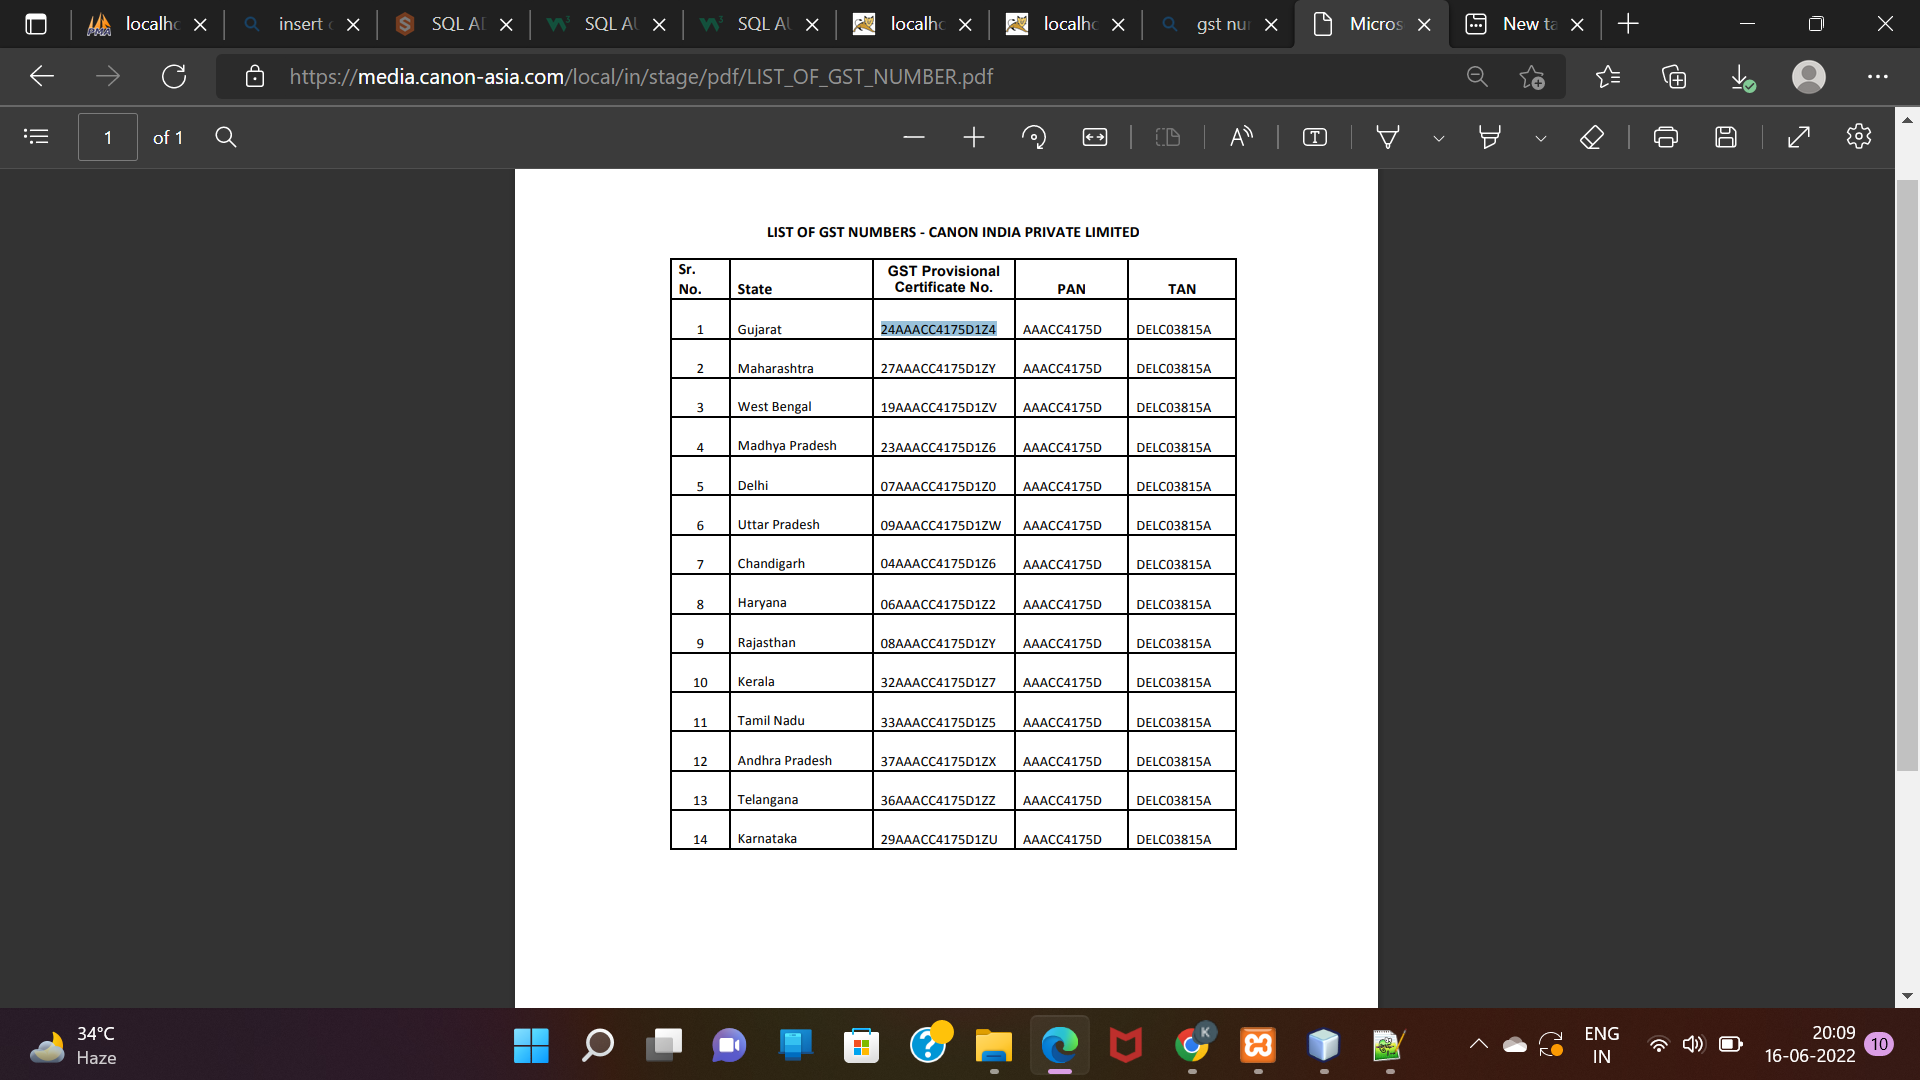 localhc
insert c
SQL AD
SQL AU
SQL AU
localhc
localhc
gst nu
Micros
New ta
https://media.canon-asia.com/local/in/stage/pdf/LIST_OF_GST_NUMBER.pdf
1 of 1
LIST OF GST NUMBERS - CANON INDIA PRIVATE LIMITED
Sr. No. State GST Provisional Certificate No. PAN TAN
1 Gujarat 24AAACC4175D1Z4 AAACC4175D DELC03815A
2 Maharashtra 27AAACC4175D1ZY AAACC4175D DELC03815A
3 West Bengal 19AAACC4175D1ZV AAACC4175D DELC03815A
4 Madhya Pradesh 23AAACC4175D1Z6 AAACC4175D DELC03815A
5 Delhi 07AAACC4175D1Z0 AAACC4175D DELC03815A
6 Uttar Pradesh 09AAACC4175D1ZW AAACC4175D DELC03815A
7 Chandigarh 04AAACC4175D1Z6 AAACC4175D DELC03815A
8 Haryana 06AAACC4175D1Z2 AAACC4175D DELC03815A
9 Rajasthan 08AAACC4175D1ZY AAACC4175D DELC03815A
10 Kerala 32AAACC4175D1Z7 AAACC4175D DELC03815A
11 Tamil Nadu 33AAACC4175D1Z5 AAACC4175D DELC03815A
12 Andhra Pradesh 37AAACC4175D1ZX AAACC4175D DELC03815A
13 Telangana 36AAACC4175D1ZZ AAACC4175D DELC03815A
14 Karnataka 29AAACC4175D1ZU AAACC4175D DELC03815A
34°C
Haze
K
ENG
IN
20:09
16-06-2022
10